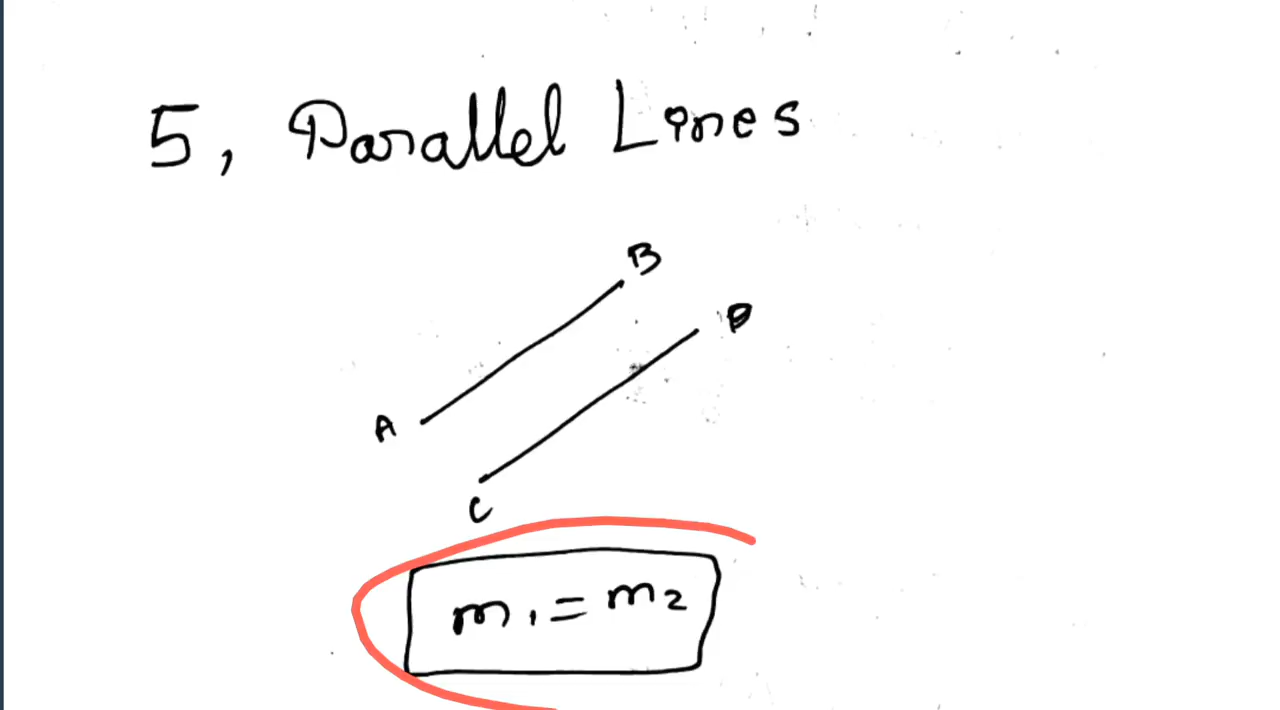 5, Parallel Lines
B
D
A
C
m₁ = m₂